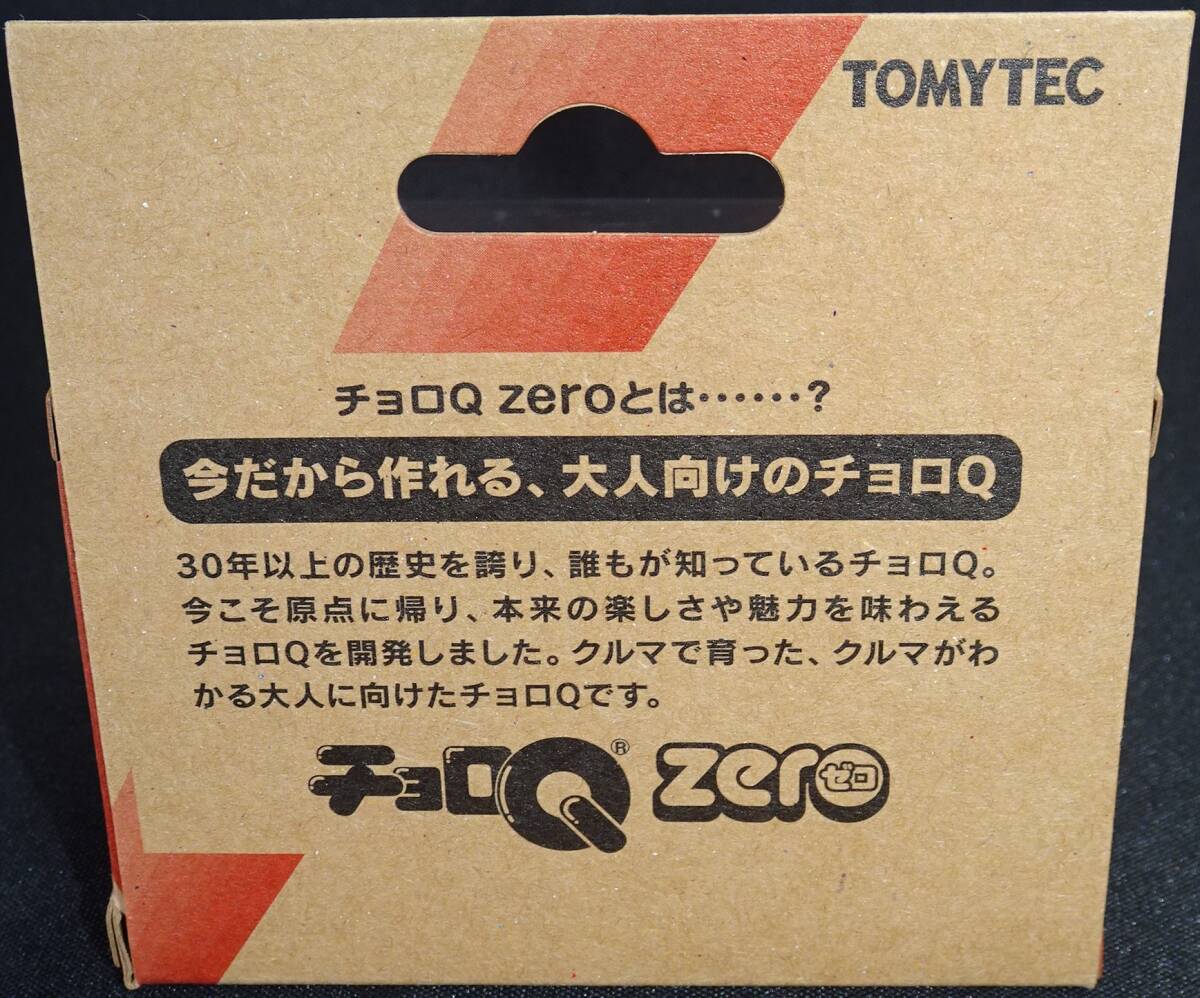 TOMYTEC
チョロQ zeroとは……?
今だから作れる、大人向けのチョロQ
30年以上の歴史を誇り、誰もが知っているチョロQ。
今こそ原点に帰り、本来の楽しさや魅力を味わえる
チョロQを開発しました。クルマで育った、クルマがわ
かる大人に向けたチョロQです。
チョロQ® zero ゼロ